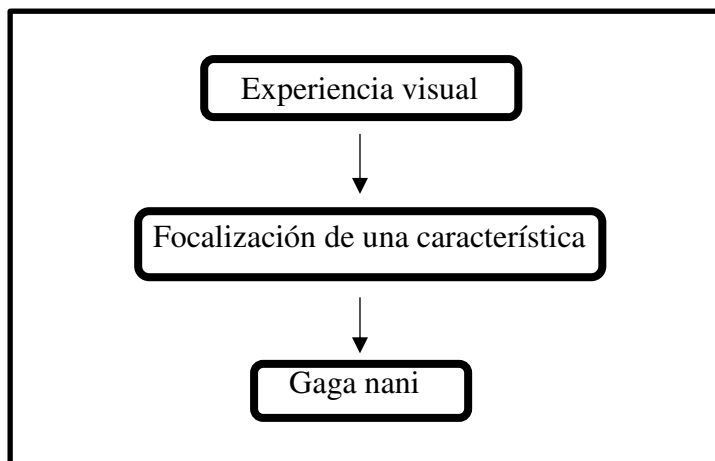 Experiencia visual
Focalización de una característica
Gaga nani